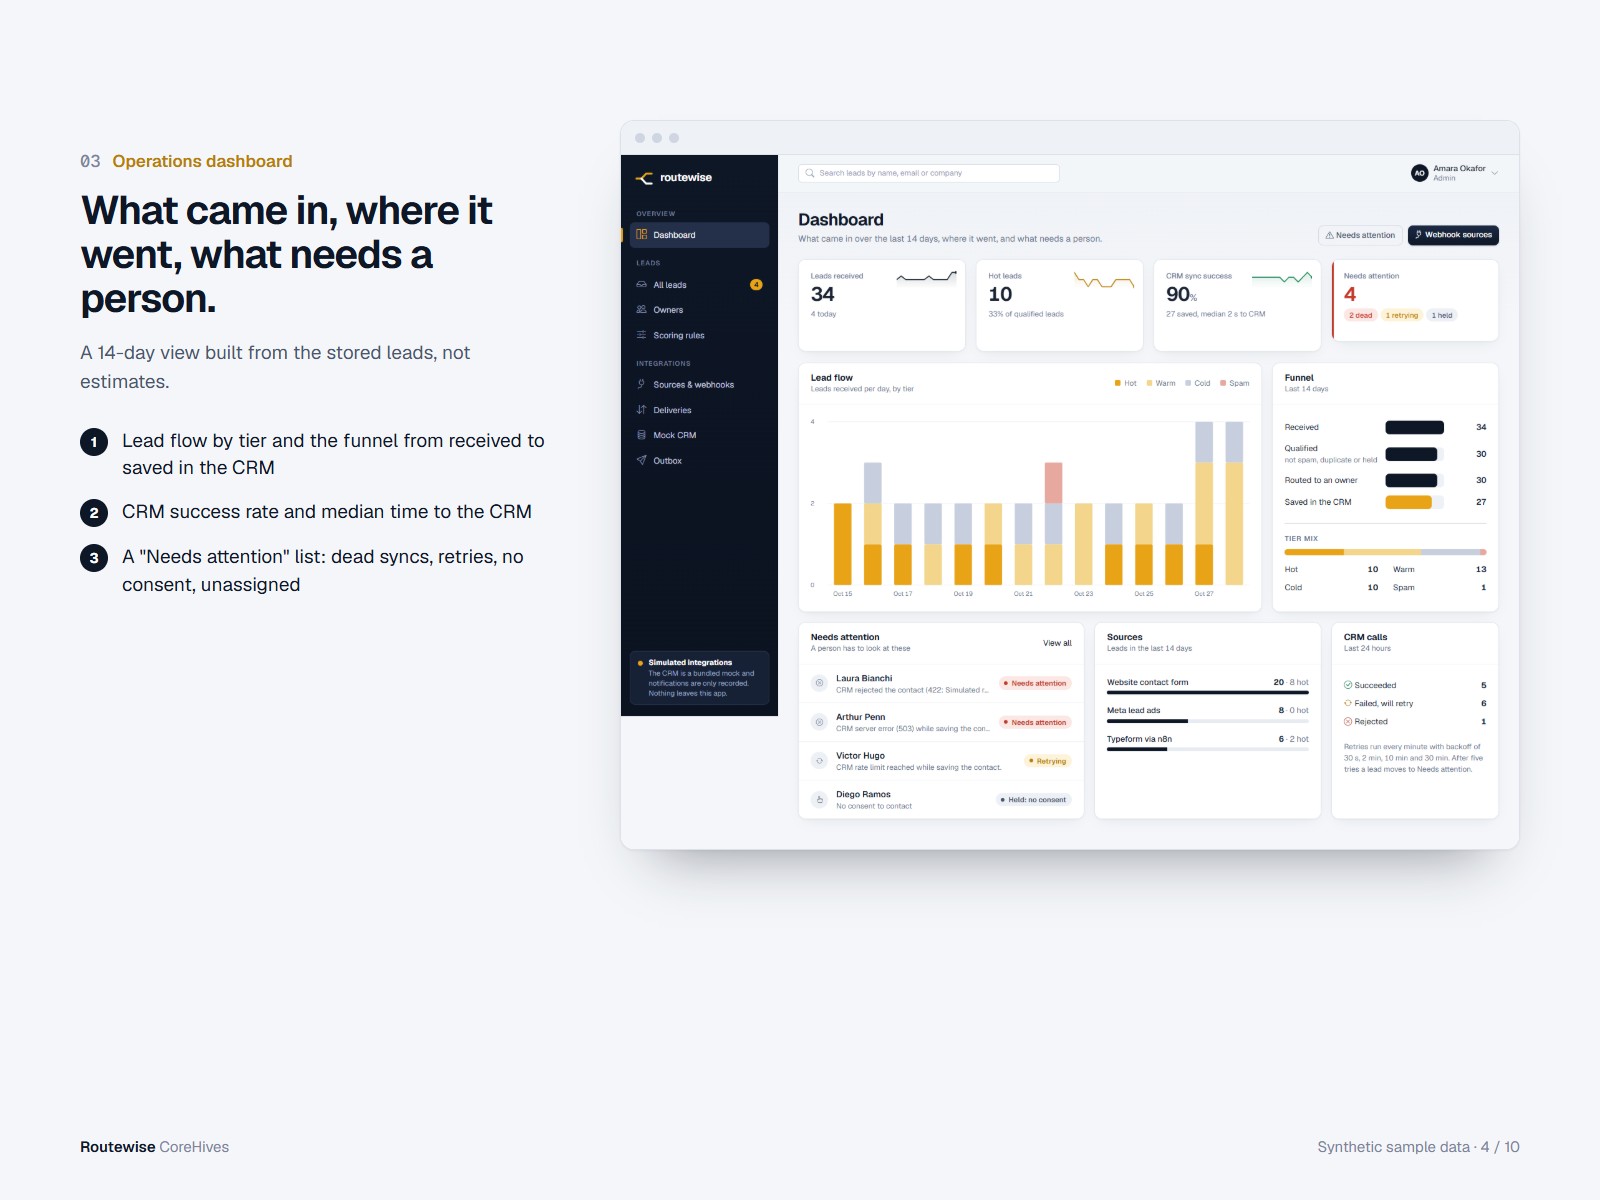 03 Operations dashboard
What came in, where it
went, what needs a
person.
A 14-day view built from the stored leads, not
estimates.
1 Lead flow by tier and the funnel from received to
saved in the CRM
2 CRM success rate and median time to the CRM
3 A "Needs attention" list: dead syncs, retries, no
consent, unassigned
routewise
OVERVIEW
Dashboard
LEADS
All leads 4
Owners
Scoring rules
INTEGRATIONS
Sources & webhooks
Deliveries
Mock CRM
Outbox
Simulated integrations
The CRM is a bundled mock and
notifications are only recorded.
Nothing leaves this app.
Search leads by name, email or company
AO Amara Okafor
Admin
Dashboard
What came in over the last 14 days, where it went, and what needs a person.
Needs attention
Webhook sources
Leads received
34
4 today
Hot leads
10
33% of qualified leads
CRM sync success
90%
27 saved, median 2 s to CRM
Needs attention
4
2 dead 1 retrying 1 held
Lead flow
Leads received per day, by tier
Hot Warm Cold Spam
4
2
0
Oct 15 Oct 17 Oct 19 Oct 21 Oct 23 Oct 25 Oct 27
Funnel
Last 14 days
Received 34
Qualified
not spam, duplicate or held 30
Routed to an owner 30
Saved in the CRM 27
TIER MIX
Hot 10 Warm 13
Cold 10 Spam 1
Needs attention
A person has to look at these
View all
Laura Bianchi
CRM rejected the contact (422; Simulated r...
Needs attention
Arthur Penn
CRM server error (503) while saving the con...
Needs attention
Victor Hugo
CRM rate limit reached while saving the contact.
Retrying
Diego Ramos
No consent to contact
Held: no consent
Sources
Leads in the last 14 days
Website contact form 20 · 8 hot
Meta lead ads 8 · 0 hot
Typeform via n8n 6 · 2 hot
CRM calls
Last 24 hours
Succeeded 5
Failed, will retry 6
Rejected 1
Retries run every minute with backoff of
30 s, 2 min, 10 min and 30 min. After five
tries a lead moves to Needs attention.
Routewise CoreHives
Synthetic sample data · 4 / 10